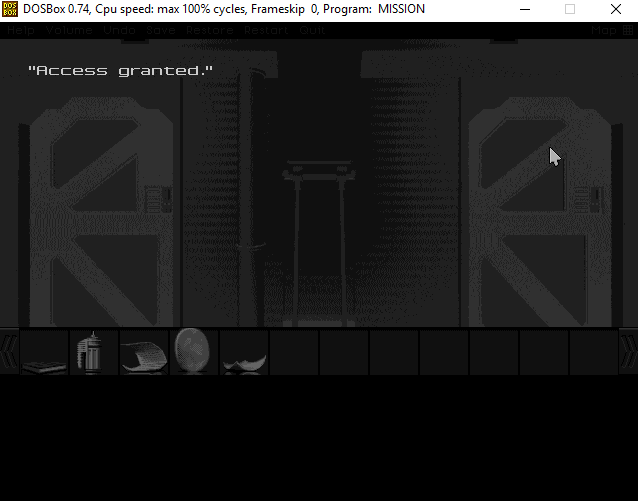 DOSBox 0.74, Cpu speed: max 100% cycles, Frameskip 0, Program: MISSION
Help Volume Undo Save Restore Restart Quit Map
"Access granted."